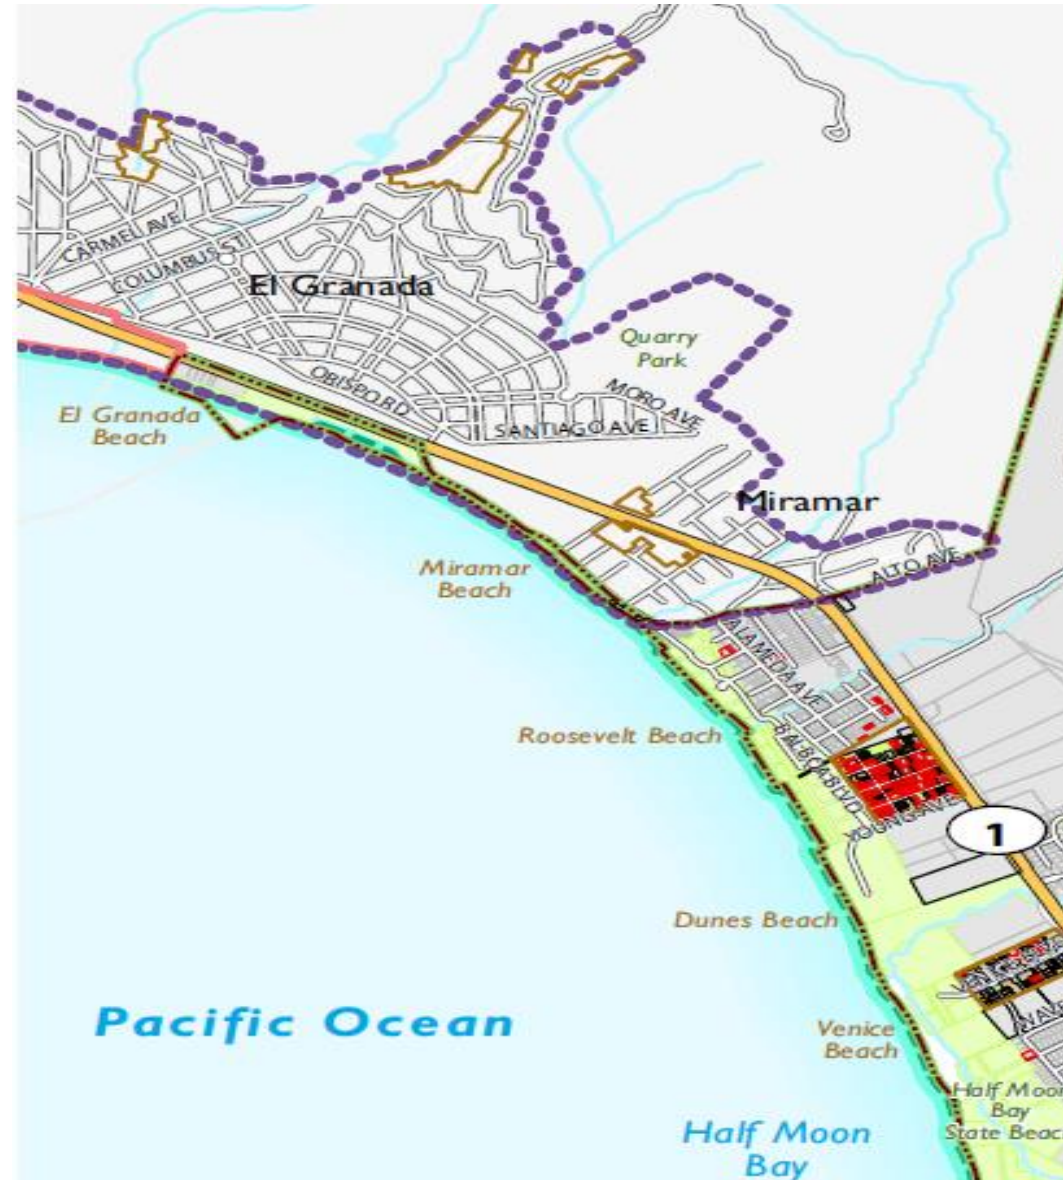 CARMEL AVE
COLUMBUS ST
El Granada
Quarry
Park
OBISPO RD
MORO AVE
SANTIAGO AVE
El Granada
Beach
Miramar
Miramar
Beach
ALTO AVE
ALAMEDA AVE
Roosevelt Beach
BALBOA BLVD
YOUNG AVE
1
Dunes Beach
Pacific Ocean
Venice
Beach
Half Moon
Bay
State Beac
Half Moon
Bay